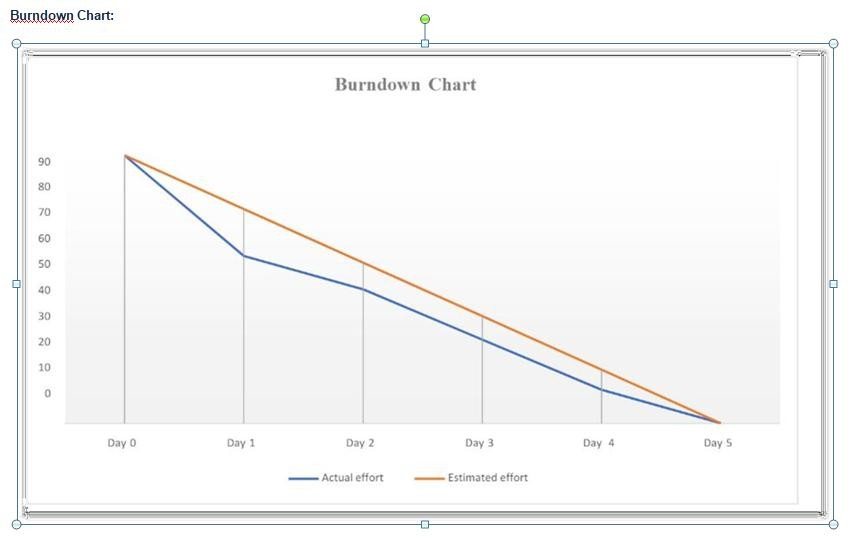 Burndown Chart:
Burndown Chart
90
80
70
60
50
40
30
20
10
0
Day 0 Day 1 Day 2 Day 3 Day 4 Day 5
Actual effort Estimated effort